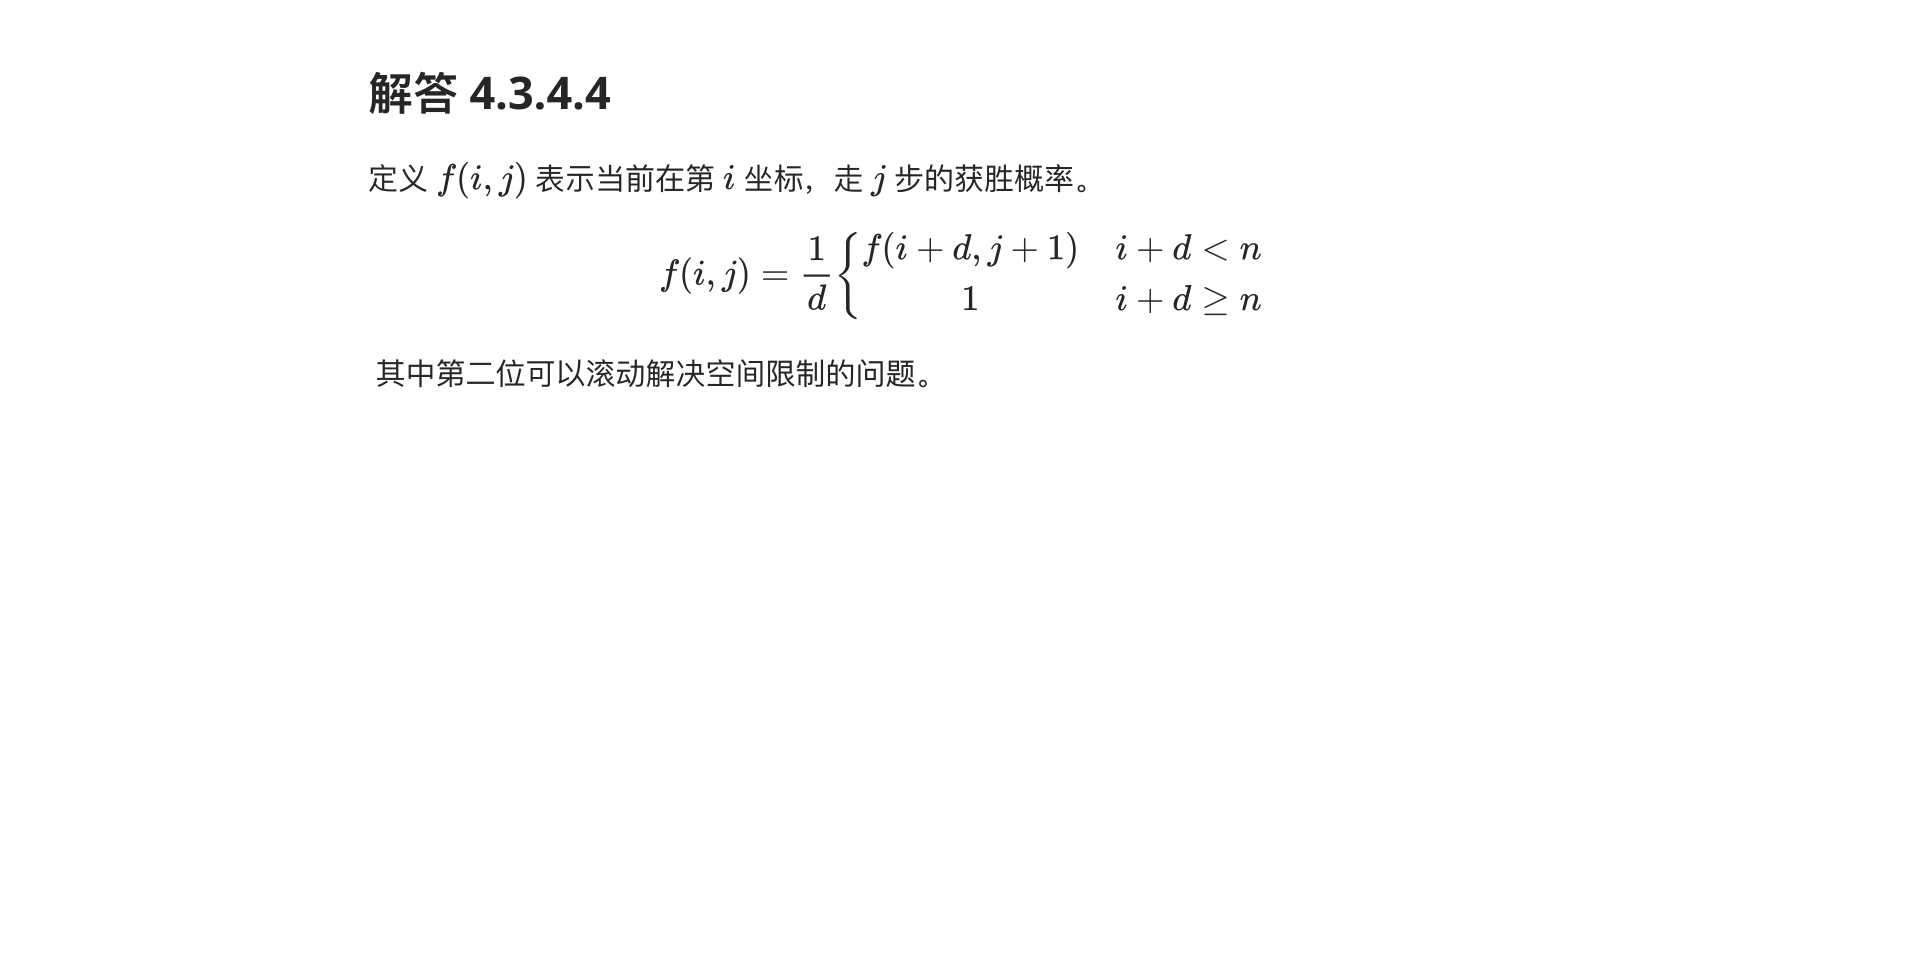 解答 4.3.4.4
定义 f(i, j) 表示当前在第 i 坐标，走 j 步的获胜概率。
f(i, j) = \frac{1}{d} \begin{cases} f(i + d, j + 1) & i + d < n \\ 1 & i + d \geq n \end{cases}
其中第二位可以滚动解决空间限制的问题。